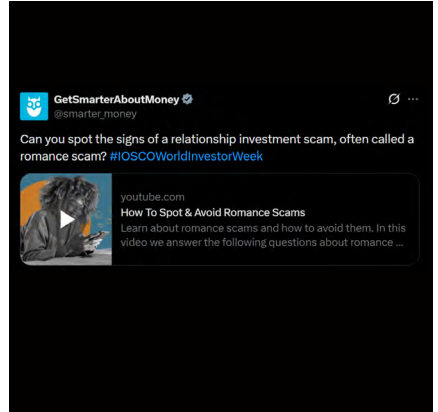 GetSmarterAboutMoney
@smarter_money
Can you spot the signs of a relationship investment scam, often called a
romance scam? #IOSCOWorldInvestorWeek
youtube.com
How To Spot & Avoid Romance Scams
Learn about romance scams and how to avoid them. In this
video we answer the following questions about romance ...